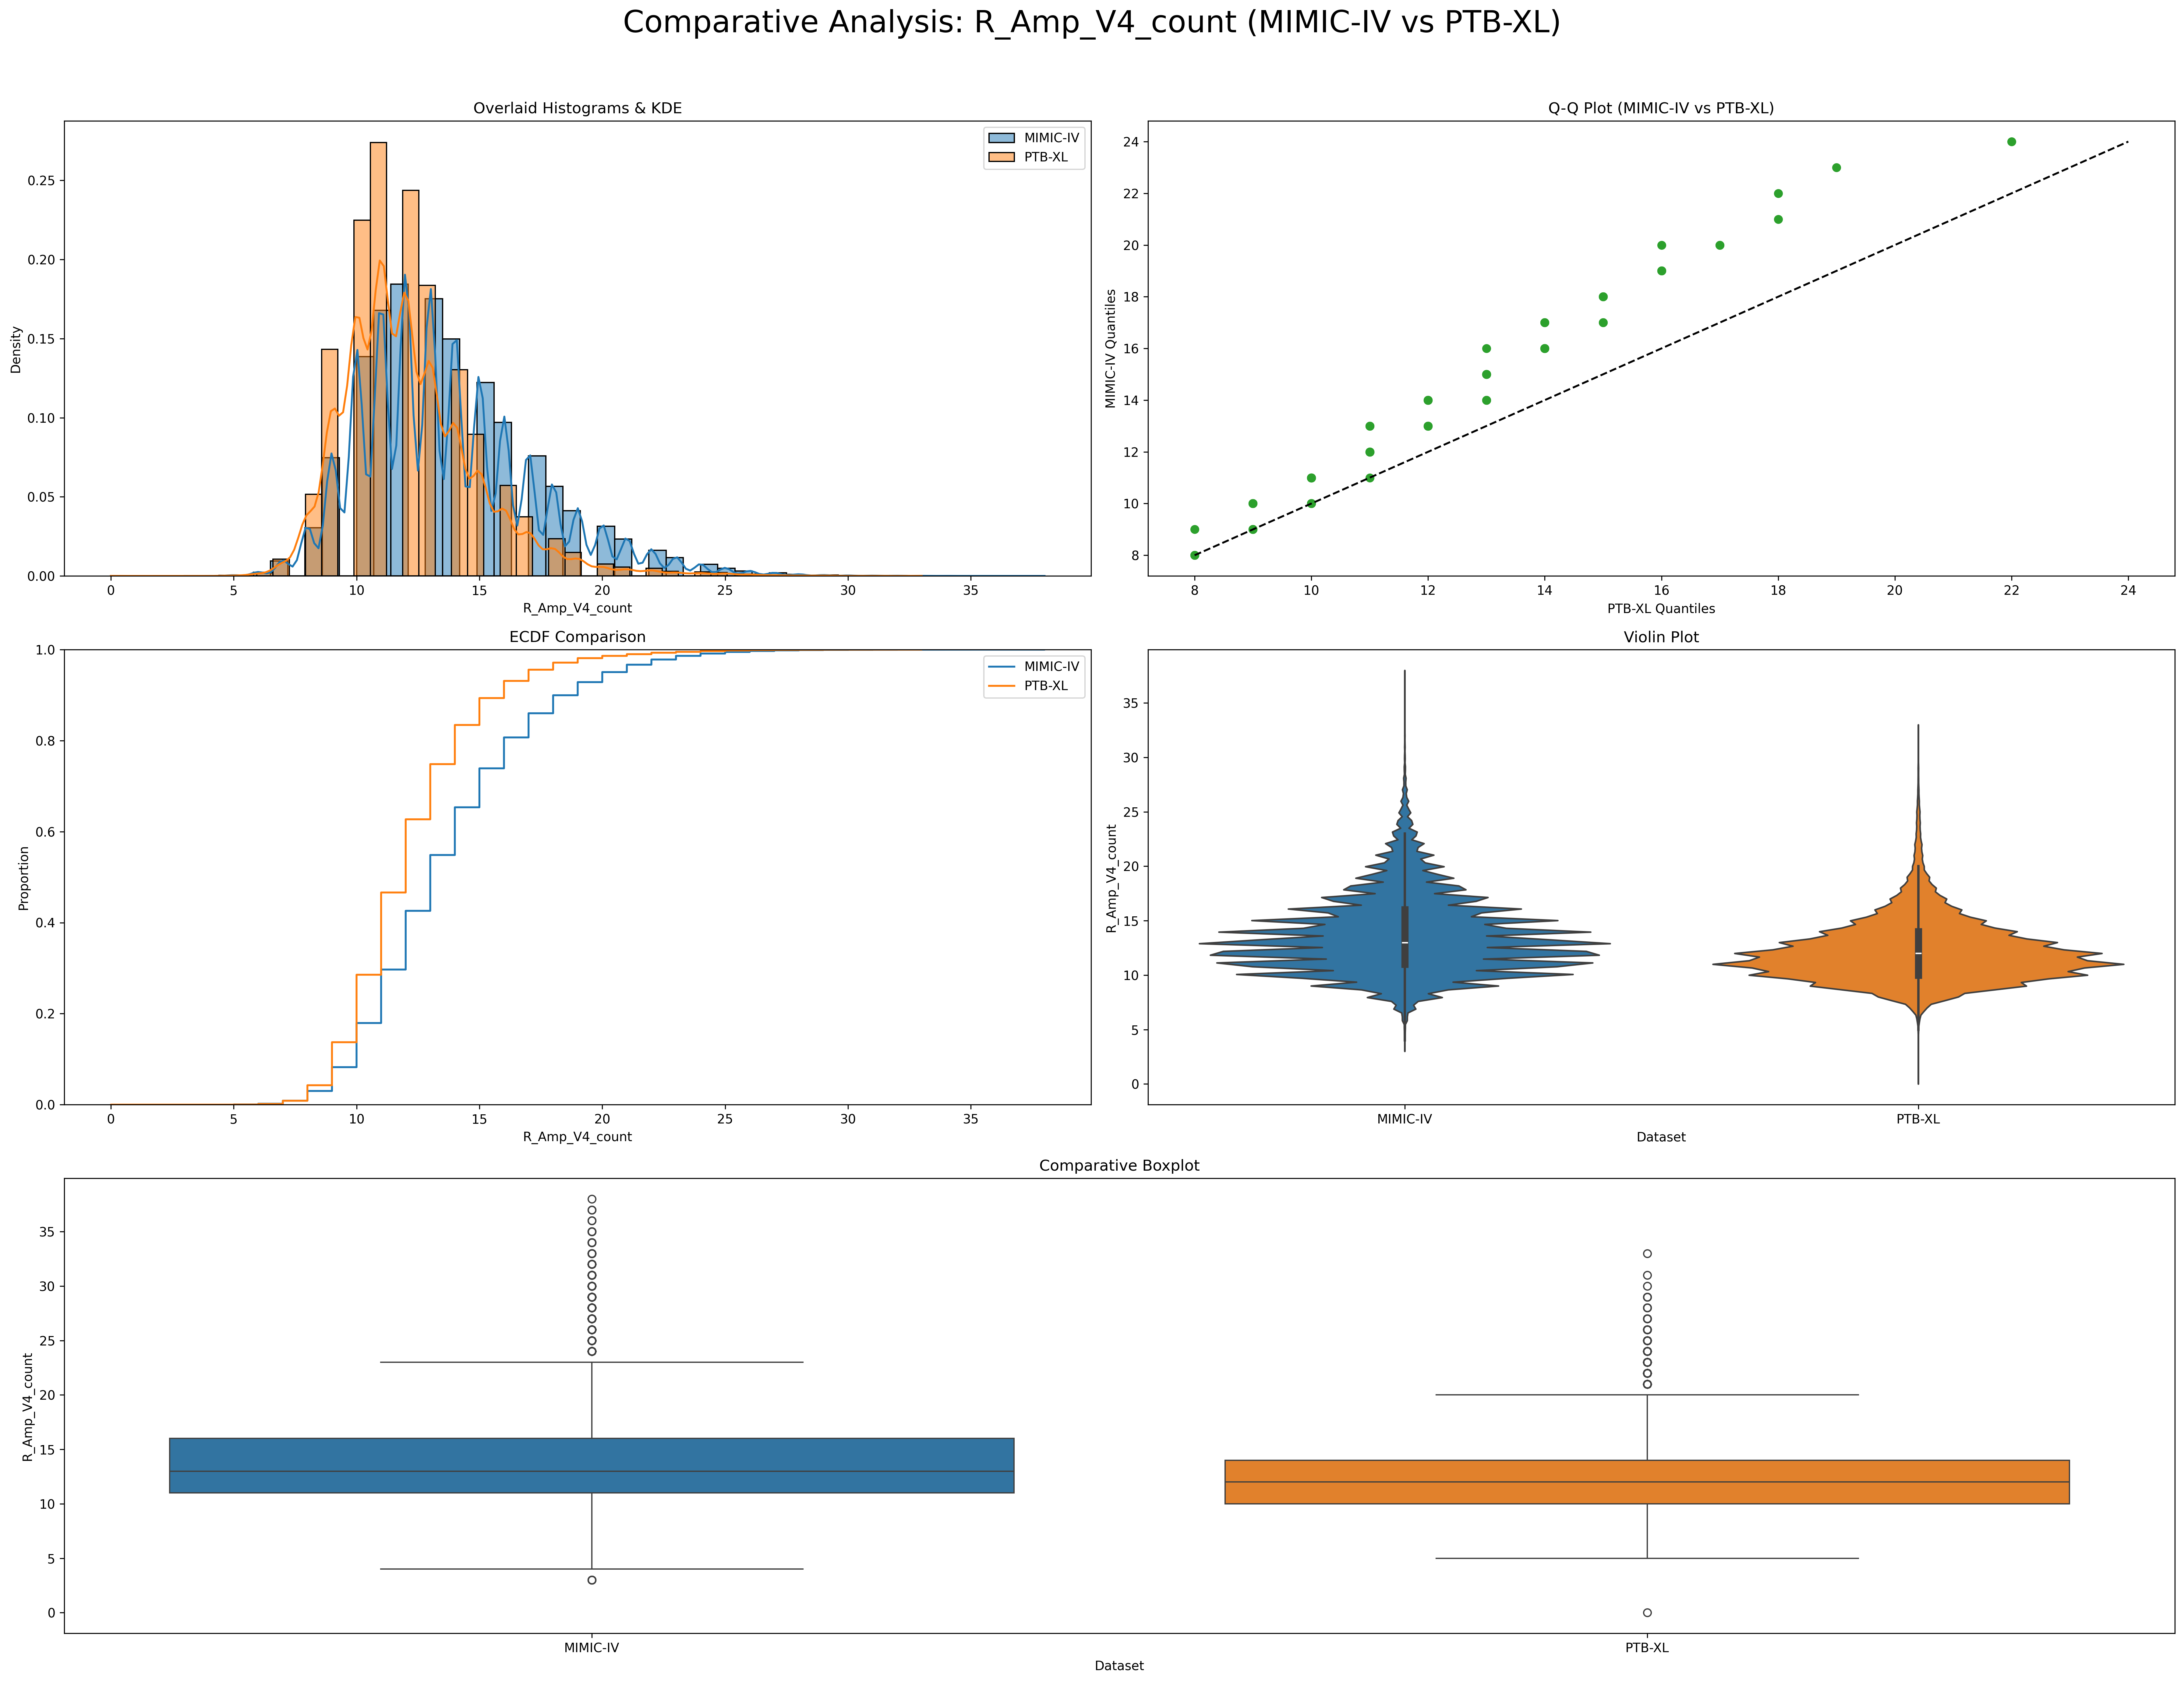 Comparative Analysis: R_Amp_V4_count (MIMIC-IV vs PTB-XL)
Overlaid Histograms & KDE
Density
0.25
0.20
0.15
0.10
0.05
0.00
0 5 10 15 20 25 30 35
R_Amp_V4_count
MIMIC-IV
PTB-XL
Q-Q Plot (MIMIC-IV vs PTB-XL)
MIMIC-IV Quantiles
24
22
20
18
16
14
12
10
8
8 10 12 14 16 18 20 22 24
PTB-XL Quantiles
ECDF Comparison
Proportion
1.0
0.8
0.6
0.4
0.2
0.0
0 5 10 15 20 25 30 35
R_Amp_V4_count
MIMIC-IV
PTB-XL
Violin Plot
R_Amp_V4_count
35
30
25
20
15
10
5
0
MIMIC-IV PTB-XL
Dataset
Comparative Boxplot
R_Amp_V4_count
35
30
25
20
15
10
5
0
MIMIC-IV PTB-XL
Dataset